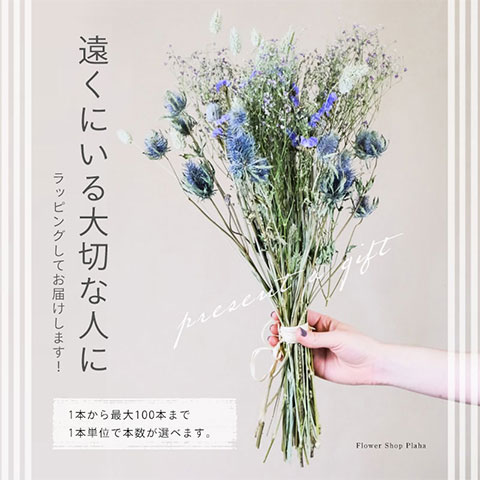 遠くにいる大切な人に
ラッピングしてお届けします！
present a gift
1本から最大100本まで
1本単位で本数が選べます。
Flower Shop Plaha